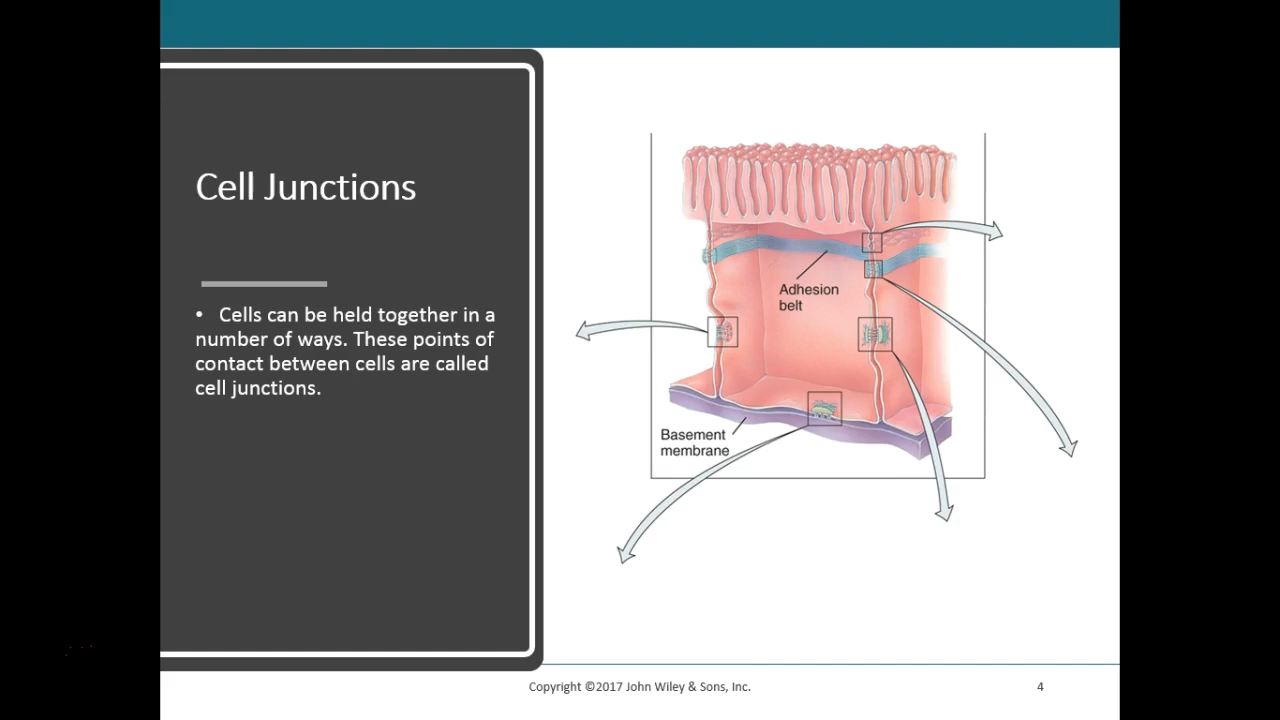 Cell Junctions
• Cells can be held together in a
number of ways. These points of
contact between cells are called
cell junctions.
Adhesion
belt
Basement
membrane
Copyright ©2017 John Wiley & Sons, Inc.
4